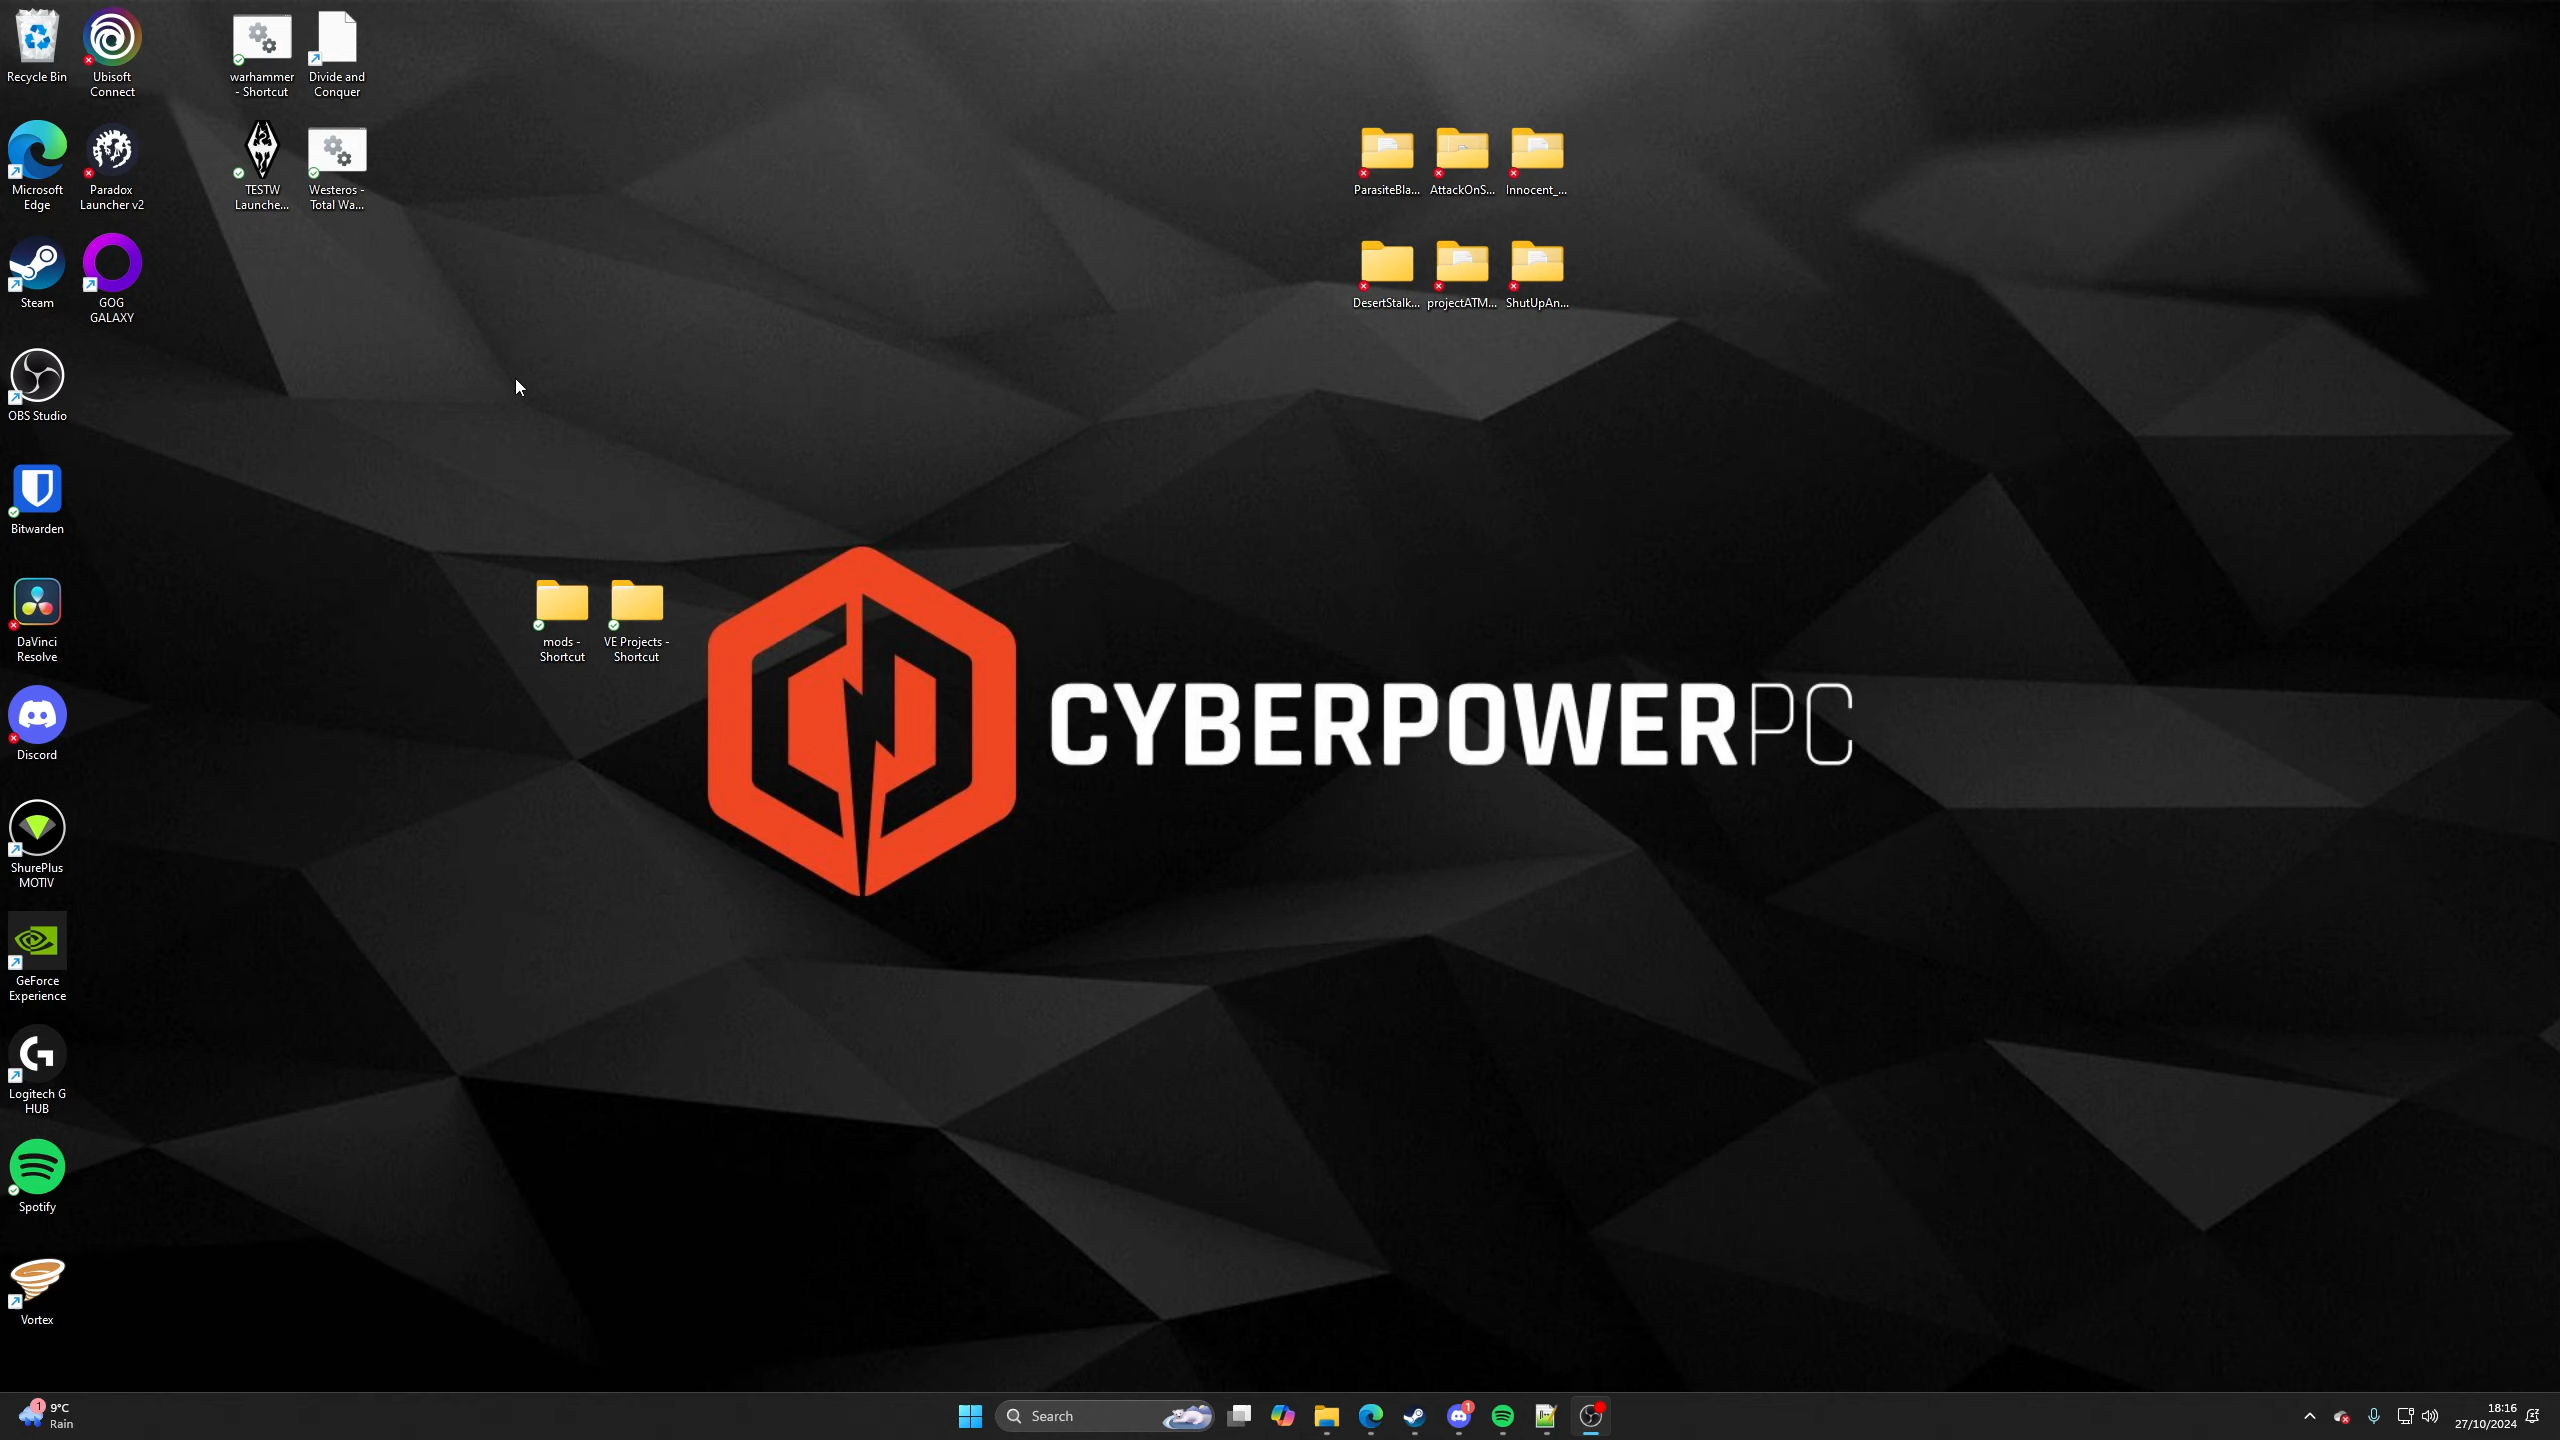 Recycle Bin
Ubisoft
Connect
warhammer
- Shortcut
Divide and
Conquer
Microsoft
Edge
Paradox
Launcher v2
TESTW
Launche...
Westeros -
Total Wa...
ParasiteBla...
AttackOnS...
Innocent_...
Steam
GOG
GALAXY
DesertStalk...
projectATM...
ShutUpAn...
OBS Studio
Bitwarden
DaVinci
Resolve
mods -
Shortcut
VE Projects -
Shortcut
CYBERPOWERPC
Discord
ShurePlus
MOTIV
GeForce
Experience
Logitech G
HUB
Spotify
Vortex
1
9°C
Rain
Search
1
18:16
27/10/2024